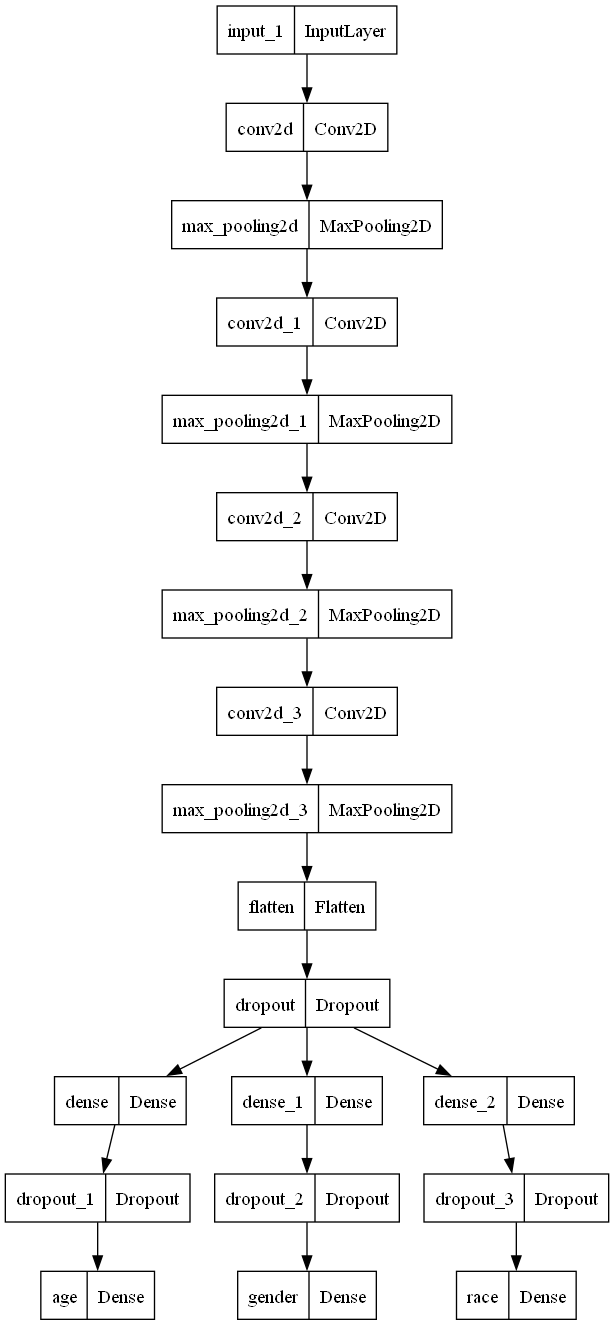 input_1 InputLayer
conv2d Conv2D
max_pooling2d MaxPooling2D
conv2d_1 Conv2D
max_pooling2d_1 MaxPooling2D
conv2d_2 Conv2D
max_pooling2d_2 MaxPooling2D
conv2d_3 Conv2D
max_pooling2d_3 MaxPooling2D
flatten Flatten
dropout Dropout
dense Dense dense_1 Dense dense_2 Dense
dropout_1 Dropout dropout_2 Dropout dropout_3 Dropout
age Dense gender Dense race Dense